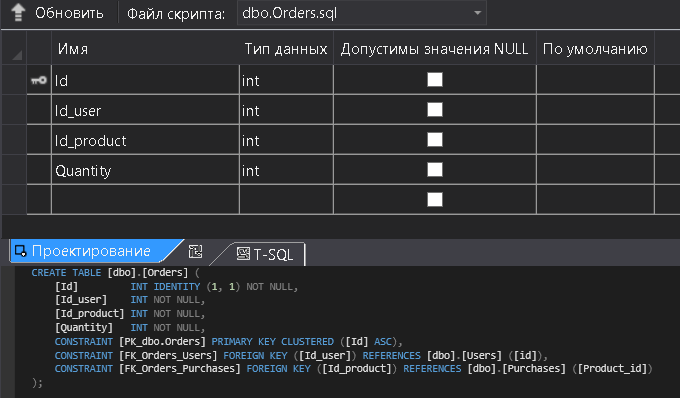 Обновить Файл скрипта: dbo.Orders.sql
Имя Тип данных Допустимы значения NULL По умолчанию
Id int
Id_user int
Id_product int
Quantity int
Проектирование T-SQL
CREATE TABLE [dbo].[Orders] (
[Id] INT IDENTITY (1, 1) NOT NULL,
[Id_user] INT NOT NULL,
[Id_product] INT NOT NULL,
[Quantity] INT NOT NULL,
CONSTRAINT [PK_dbo.Orders] PRIMARY KEY CLUSTERED ([Id] ASC),
CONSTRAINT [FK_Orders_Users] FOREIGN KEY ([Id_user]) REFERENCES [dbo].[Users] ([id]),
CONSTRAINT [FK_Orders_Purchases] FOREIGN KEY ([Id_product]) REFERENCES [dbo].[Purchases] ([Product_id])
);